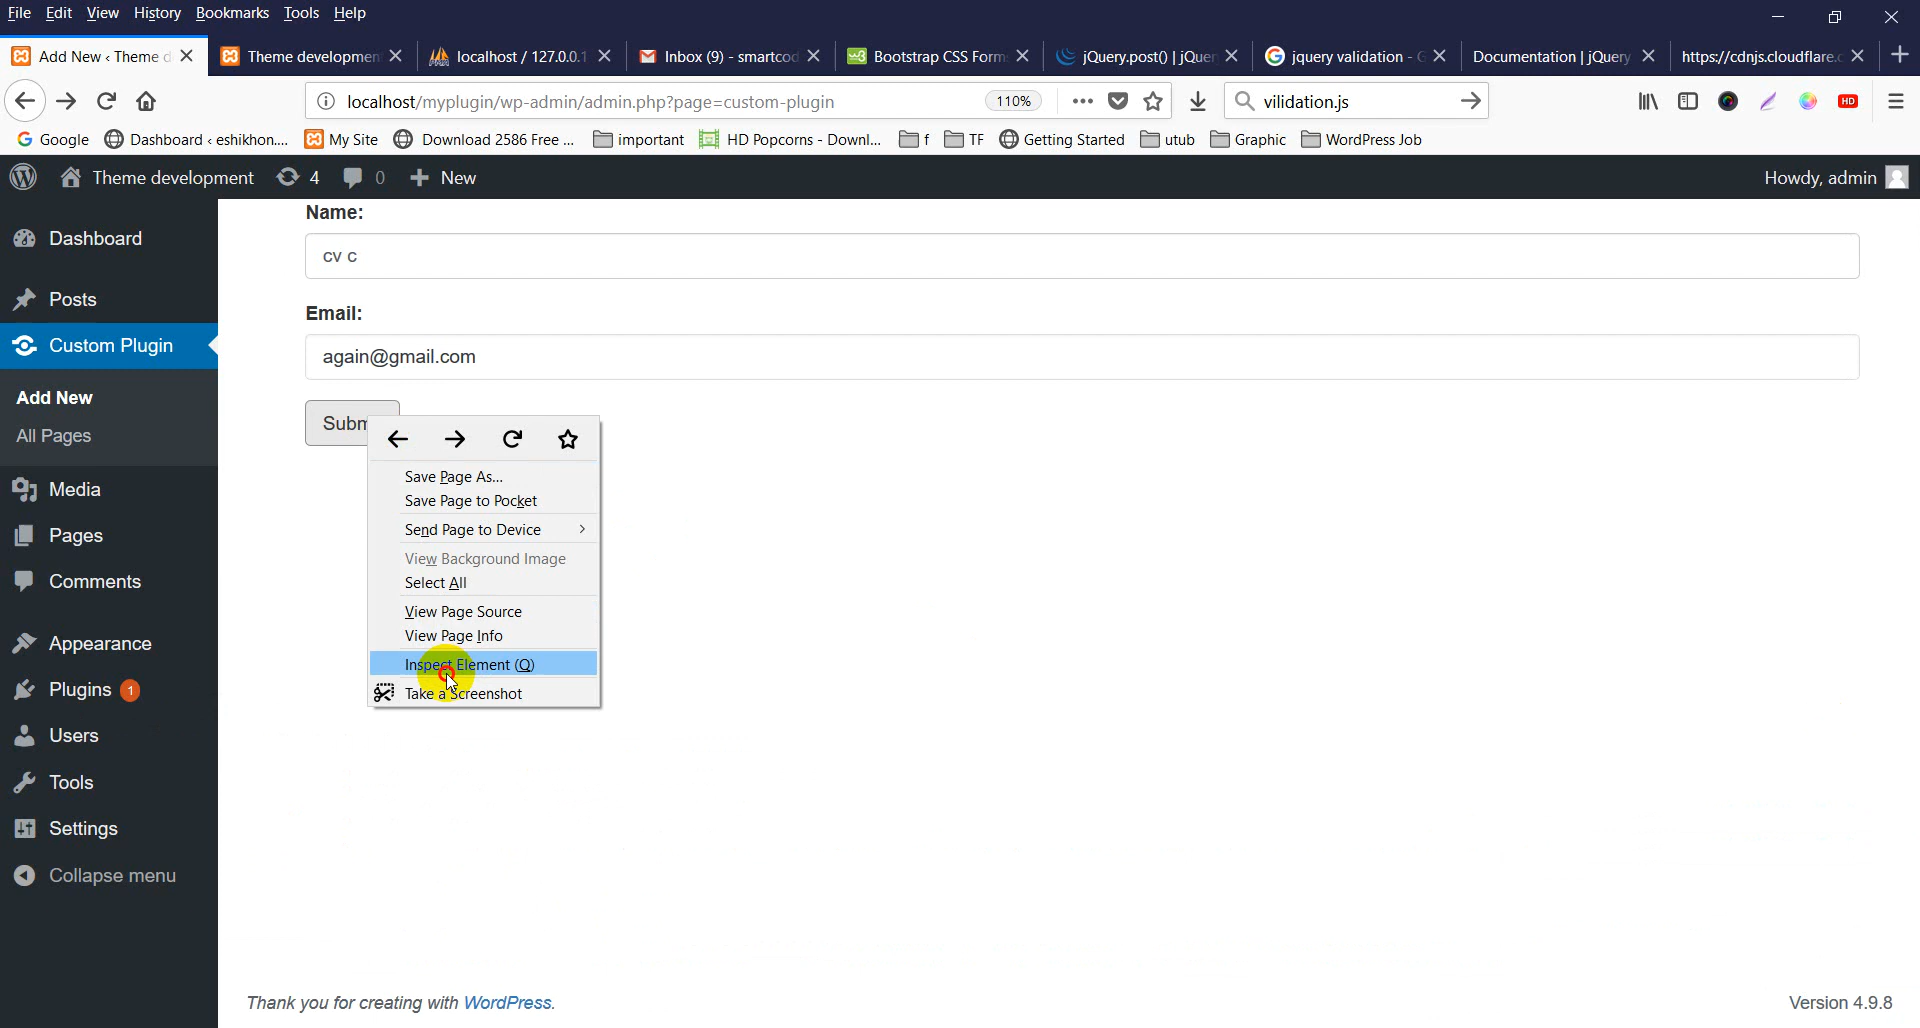 File Edit View History Bookmarks Tools Help
Add New ‹ Theme d
Theme development
localhost / 127.0.0.1
Inbox (9) - smartcod
Bootstrap CSS Form
jQuery.post() | jQue
jquery validation - G
Documentation | jQuery
https://cdnjs.cloudflare.c
localhost/myplugin/wp-admin/admin.php?page=custom-plugin
110%
vilidation.js
HD
Google Dashboard ‹ eshikhon.... My Site Download 2586 Free ... important HD Popcorns - Downl... f TF Getting Started utub Graphic WordPress Job
Theme development 4 0 New
Howdy, admin
Dashboard
Posts
Custom Plugin
Add New
All Pages
Media
Pages
Comments
Appearance
Plugins 1
Users
Tools
Settings
Collapse menu
Name:
cv c
Email:
again@gmail.com
Subm
Save Page As...
Save Page to Pocket
Send Page to Device
View Background Image
Select All
View Page Source
View Page Info
Inspect Element (Q)
Take a Screenshot
Thank you for creating with WordPress.
Version 4.9.8